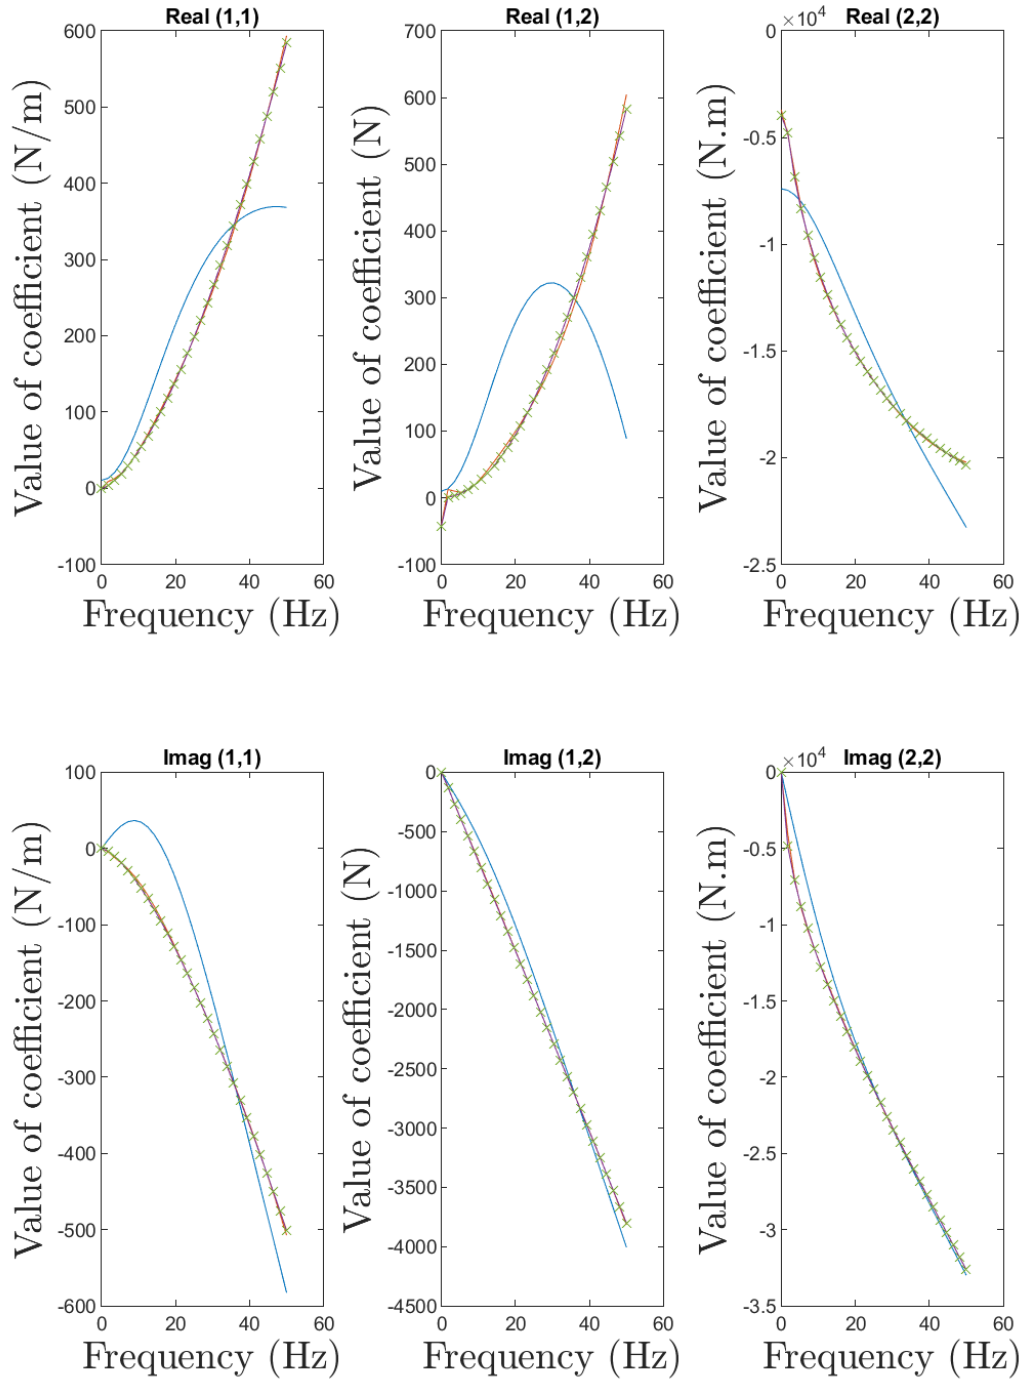 Real (1,1)
600
500
400
300
200
100
0
-100
0 20 40 60
Value of coefficient (N/m)
Frequency (Hz)
Real (1,2)
700
600
500
400
300
200
100
0
-100
0 20 40 60
Value of coefficient (N)
Frequency (Hz)
×10⁴ Real (2,2)
0
-0.5
-1
-1.5
-2
-2.5
0 20 40 60
Value of coefficient (N.m)
Frequency (Hz)
Imag (1,1)
100
0
-100
-200
-300
-400
-500
-600
0 20 40 60
Value of coefficient (N/m)
Frequency (Hz)
Imag (1,2)
0
-500
-1000
-1500
-2000
-2500
-3000
-3500
-4000
-4500
0 20 40 60
Value of coefficient (N)
Frequency (Hz)
×10⁴ Imag (2,2)
0
-0.5
-1
-1.5
-2
-2.5
-3
-3.5
0 20 40 60
Value of coefficient (N.m)
Frequency (Hz)